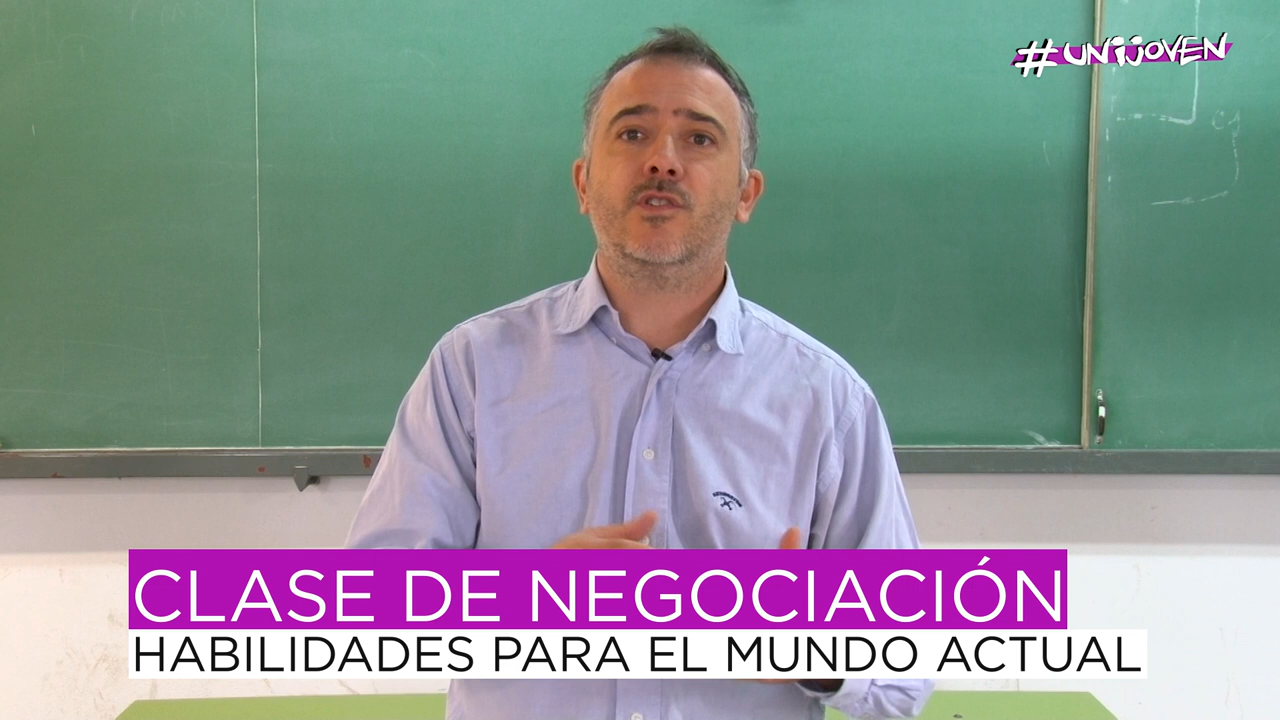 #UNIJOVEN
CLASE DE NEGOCIACIÓN
HABILIDADES PARA EL MUNDO ACTUAL